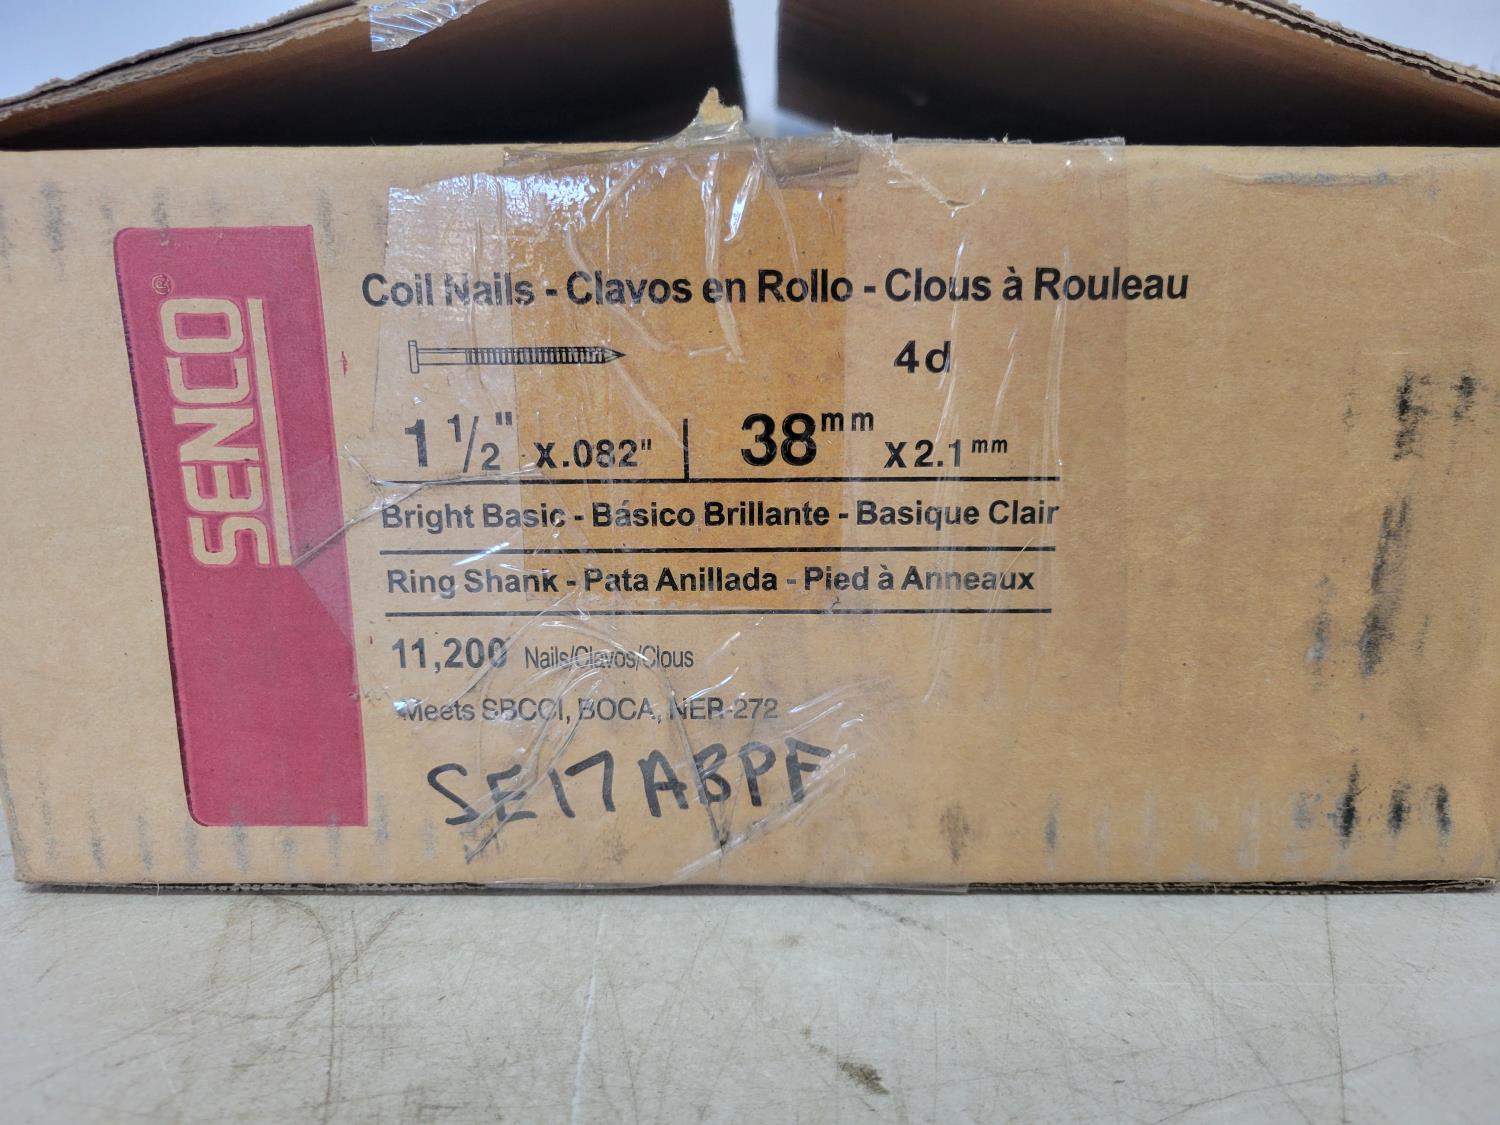 SENCO®
Coil Nails - Clavos en Rollo - Clous à Rouleau
4d
1 1/2" x.082" | 38mm x2.1mm
Bright Basic - Básico Brillante - Basique Clair
Ring Shank - Pata Anillada - Pied à Anneaux
11,200 Nails/Clavos/Clous
Meets SBCCI, BOCA, NER-272
SE17ABPF